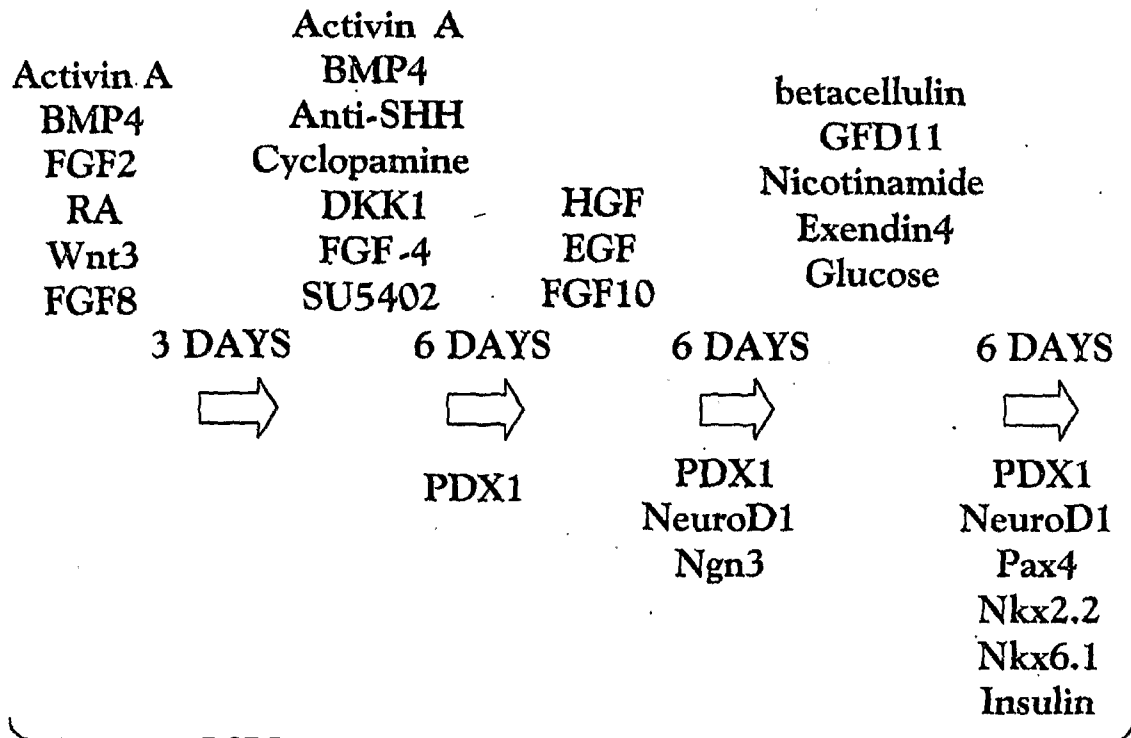 Activin A
BMP4
FGF2
RA
Wnt3
FGF8
Activin A
BMP4
Anti-SHH
Cyclopamine
DKK1
FGF-4
SU5402
HGF
EGF
FGF10
betacellulin
GFD11
Nicotinamide
Exendin4
Glucose
3 DAYS
6 DAYS
6 DAYS
6 DAYS
PDX1
PDX1
NeuroD1
Ngn3
PDX1
NeuroD1
Pax4
Nkx2.2
Nkx6.1
Insulin